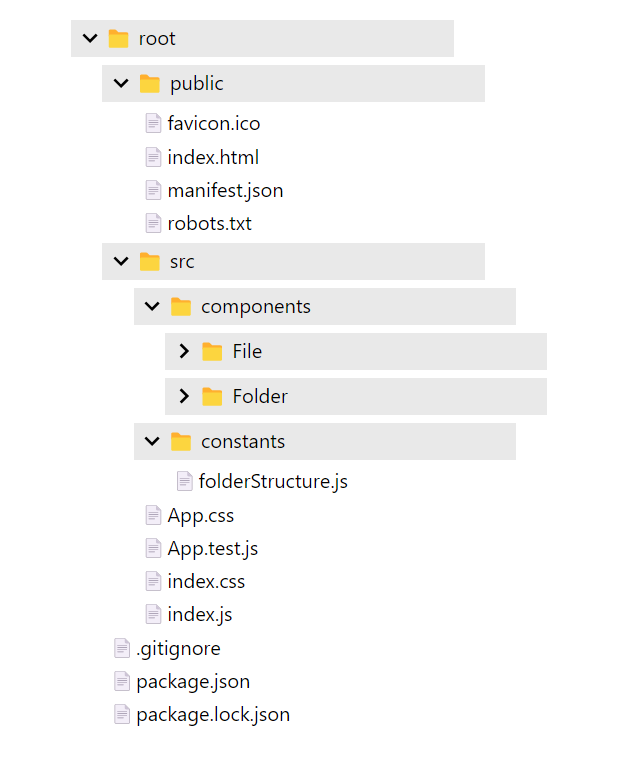 root
public
favicon.ico
index.html
manifest.json
robots.txt
src
components
File
Folder
constants
folderStructure.js
App.css
App.test.js
index.css
index.js
.gitignore
package.json
package.lock.json